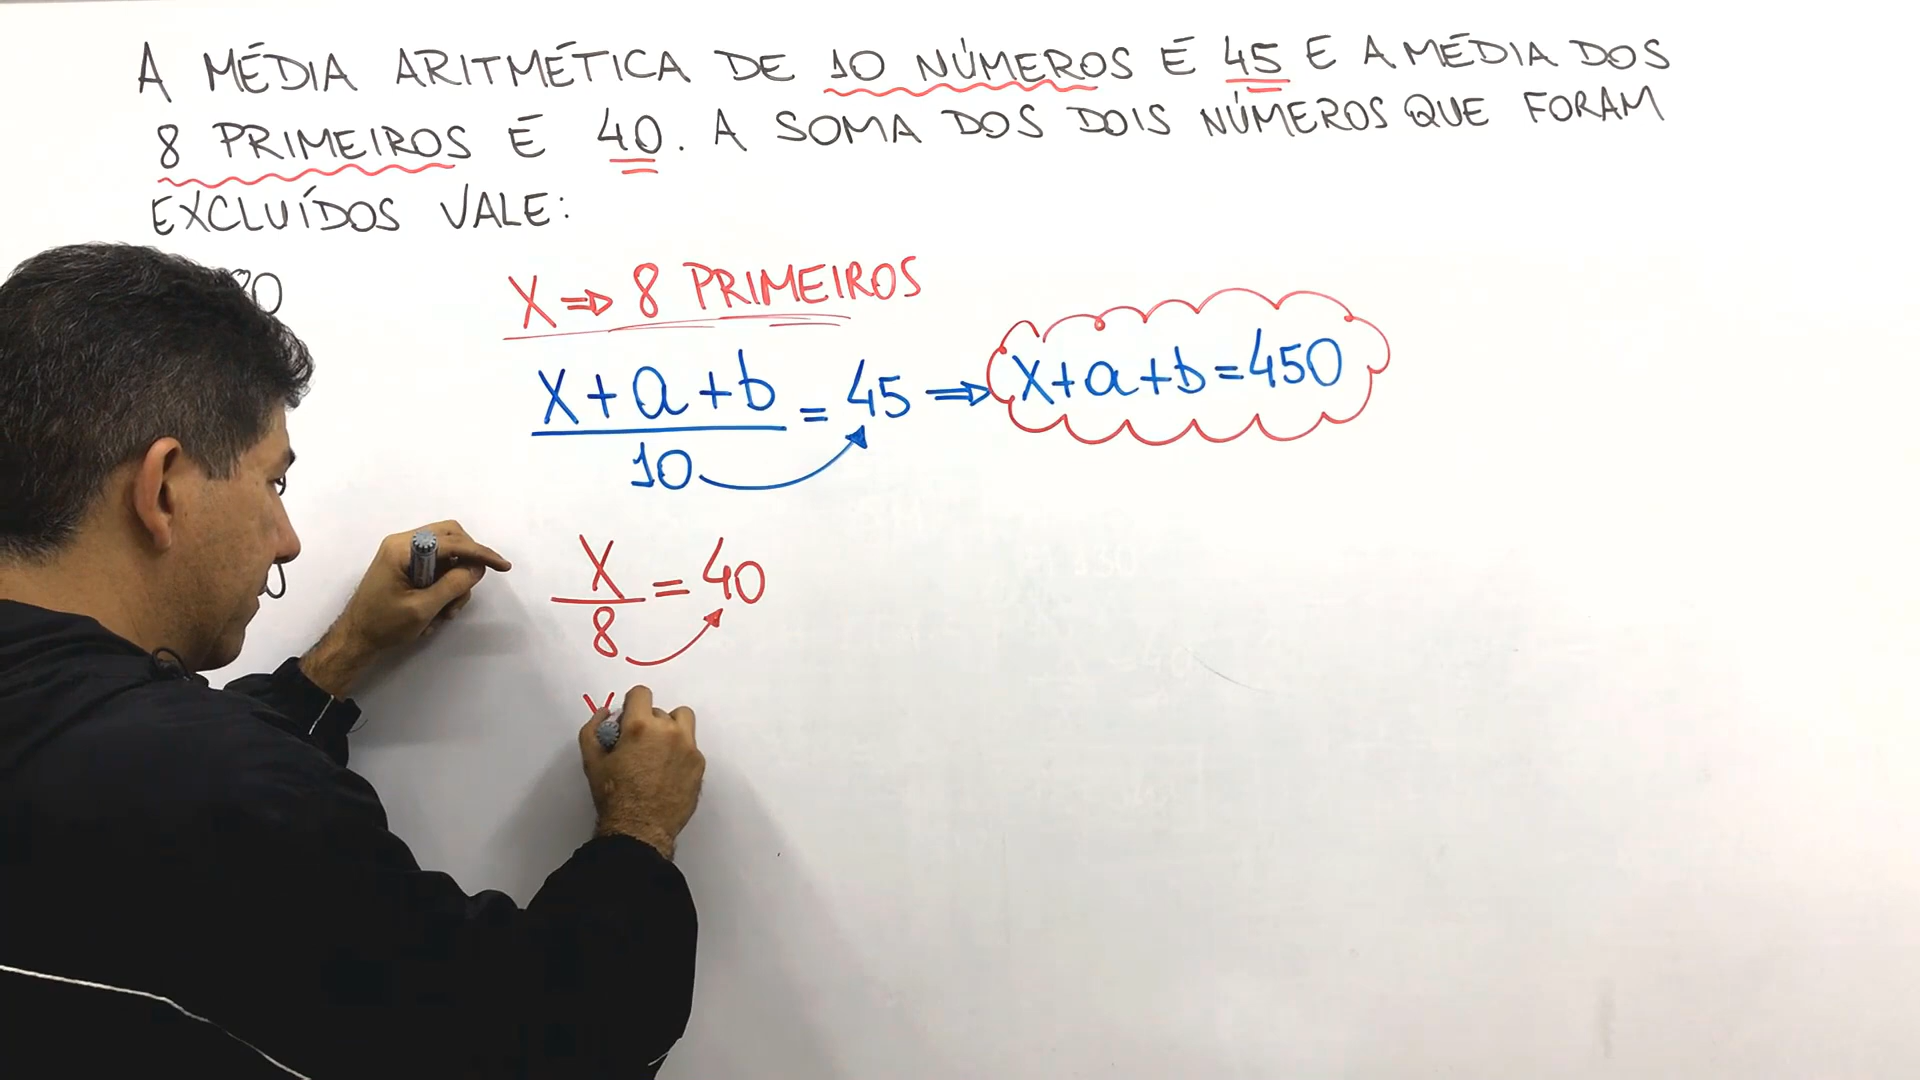 A MÉDIA ARITMÉTICA DE 10 NÚMEROS É 45 E A MÉDIA DOS
8 PRIMEIROS É 40. A SOMA DOS DOIS NÚMEROS QUE FORAM
EXCLUÍDOS VALE:
X ⇒ 8 PRIMEIROS
X+a+b = 45 ⇒ X+a+b=450
10
X = 40
8